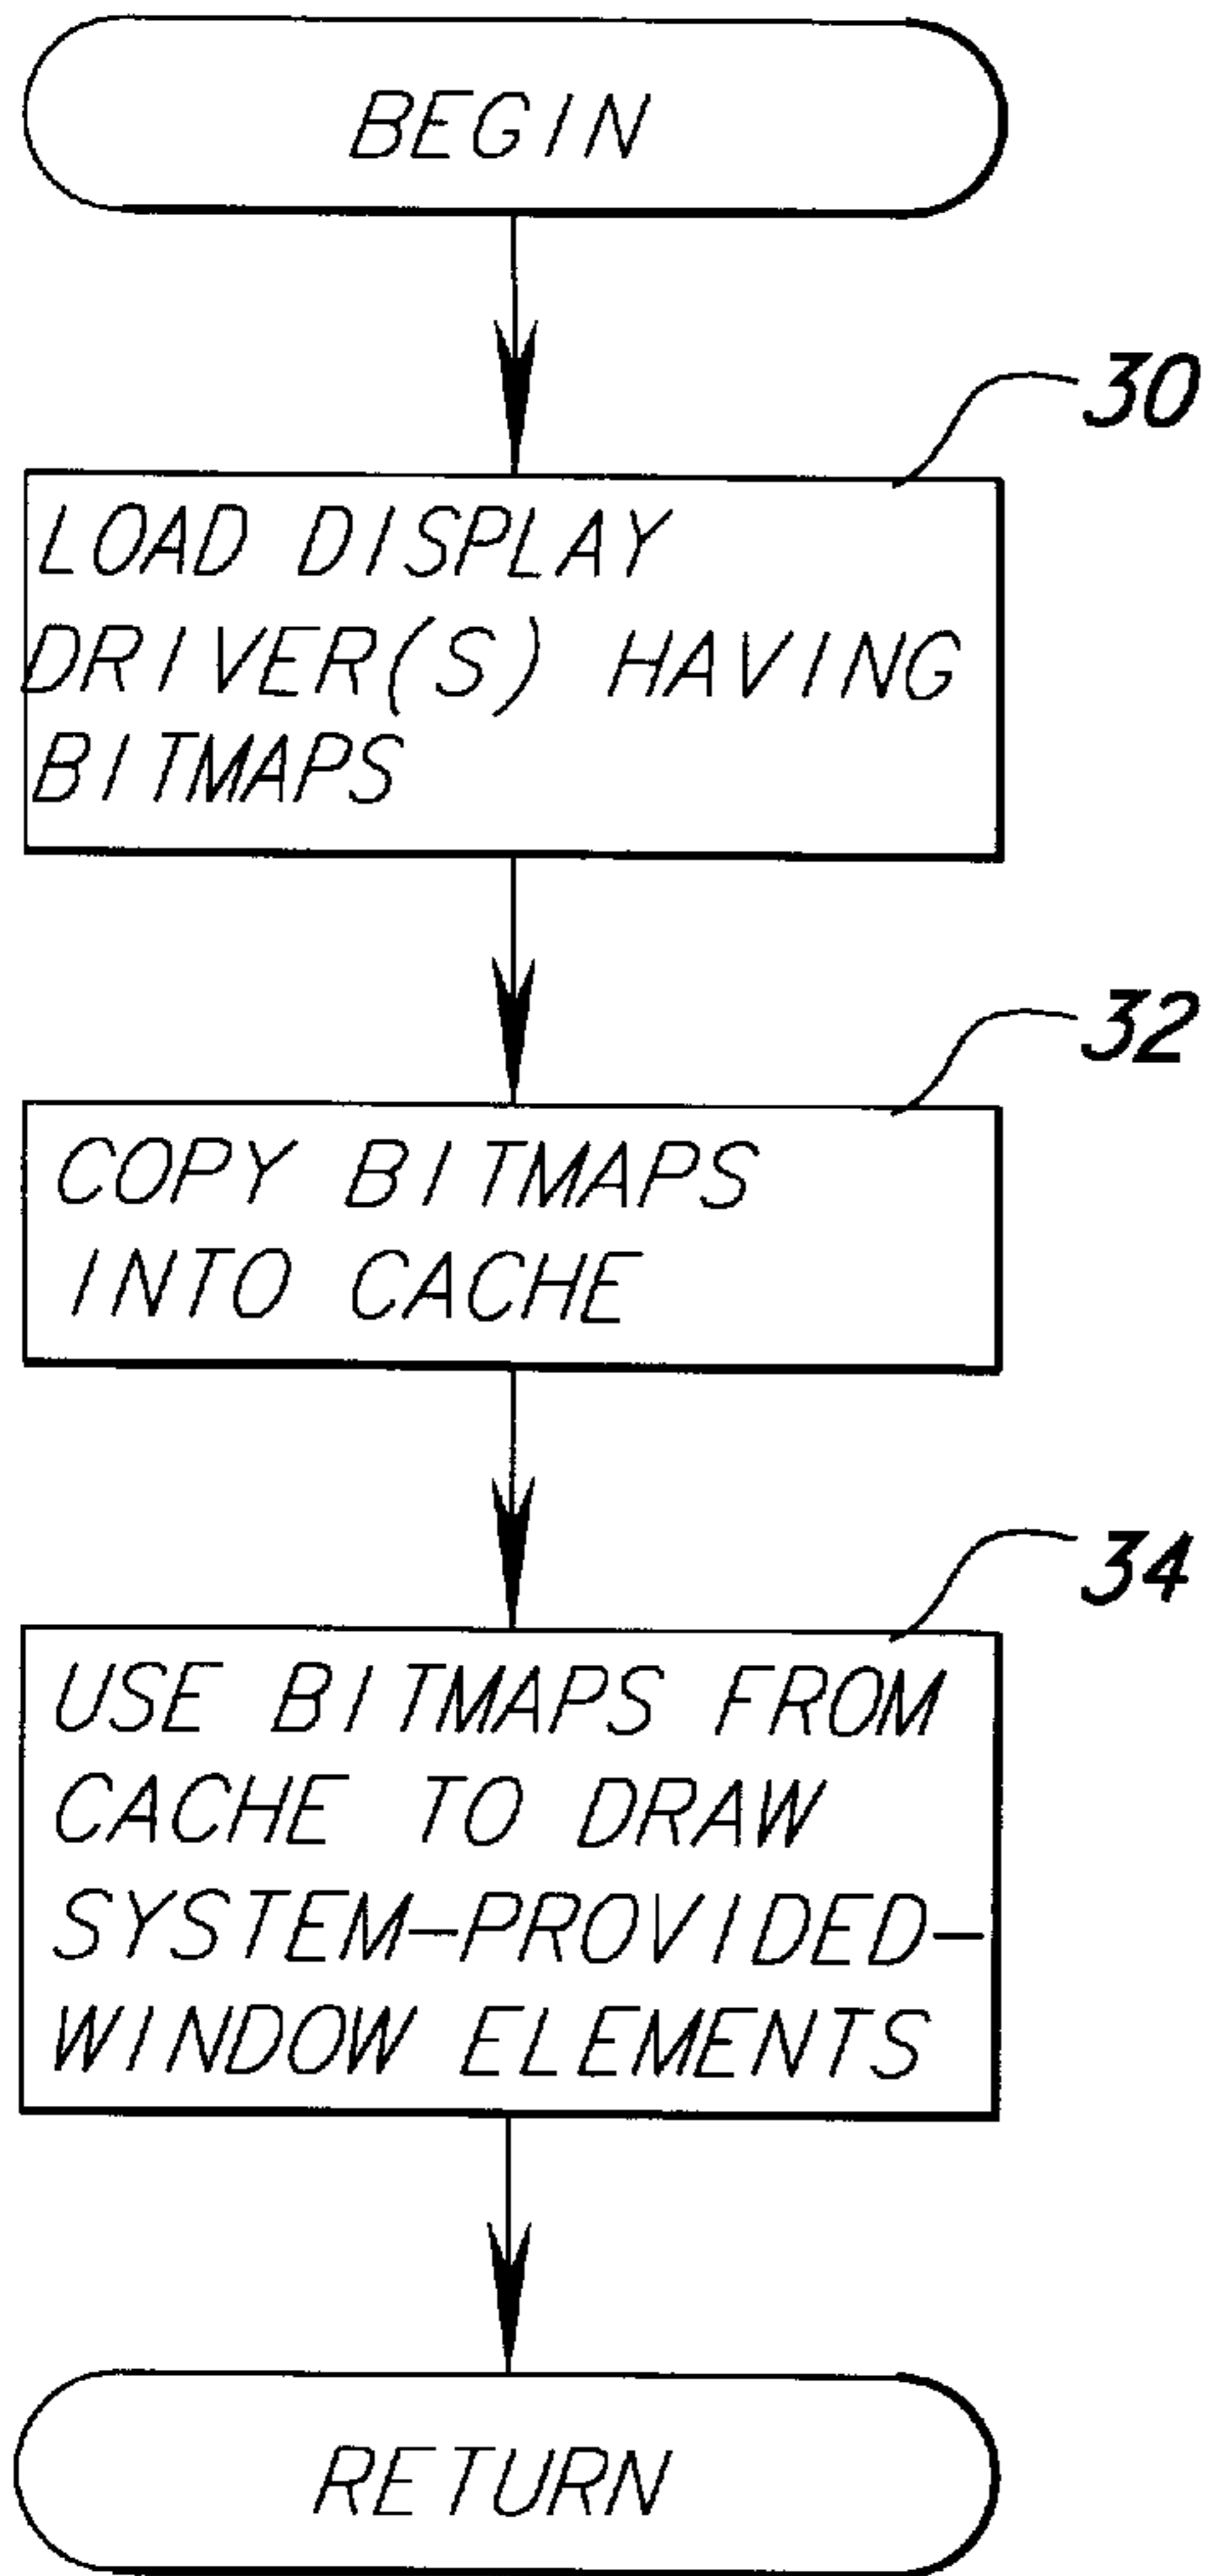 BEGIN
30
LOAD DISPLAY
DRIVER(S) HAVING
BITMAPS
32
COPY BITMAPS
INTO CACHE
34
USE BITMAPS FROM
CACHE TO DRAW
SYSTEM-PROVIDED-
WINDOW ELEMENTS
RETURN